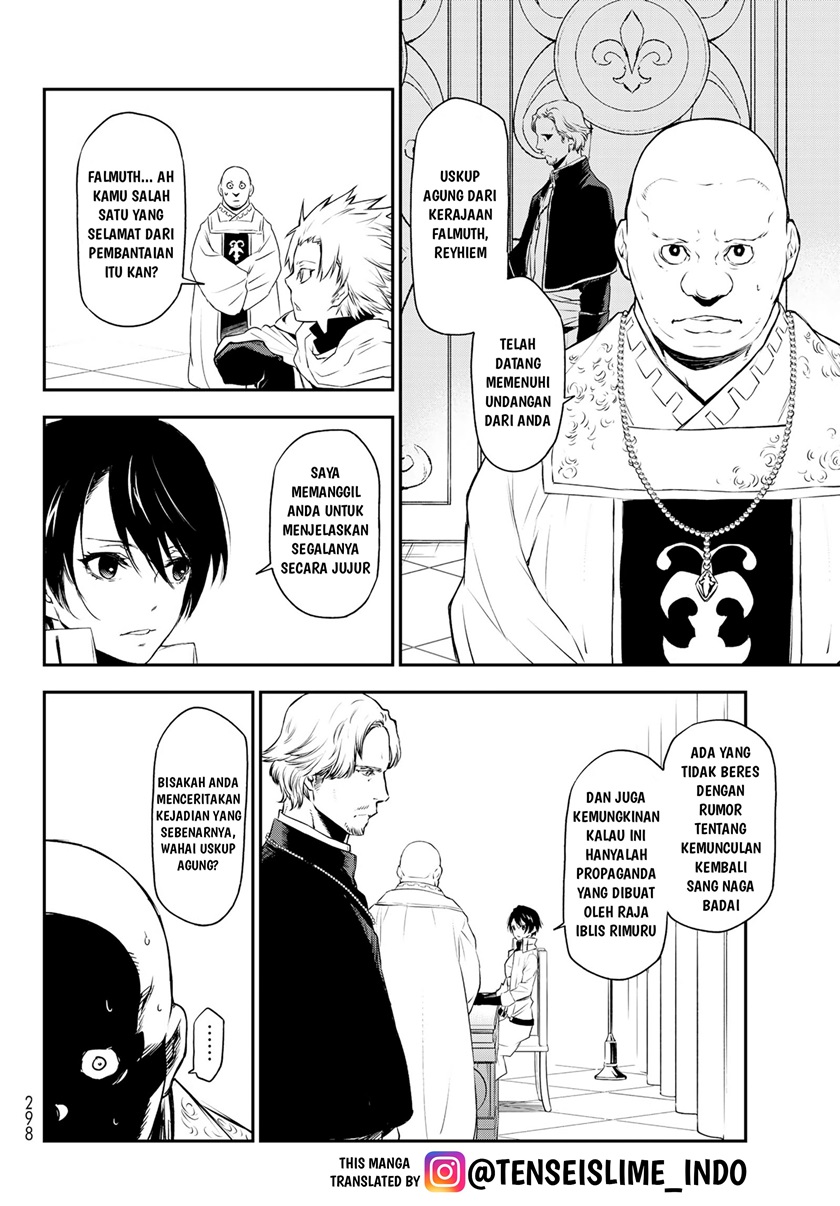 USKUP
AGUNG DARI
KERAJAAN
FALMUTH,
REYHIEM
TELAH
DATANG
MEMENUHI
UNDANGAN
DARI ANDA
FALMUTH... AH
KAMU SALAH
SATU YANG
SELAMAT DARI
PEMBANTAIAN
ITU KAN?
SAYA
MEMANGGIL
ANDA UNTUK
MENJELASKAN
SEGALANYA
SECARA JUJUR
ADA YANG
TIDAK BERES
DENGAN
RUMOR
TENTANG
KEMUNCULAN
KEMBALI
SANG NAGA
BADAI
DAN JUGA
KEMUNGKINAN
KALAU INI
HANYALAH
PROPAGANDA
YANG DIBUAT
OLEH RAJA
IBLIS RIMURU
BISAKAH ANDA
MENCERITAKAN
KEJADIAN YANG
SEBENARNYA,
WAHAI USKUP
AGUNG?
......
298
THIS MANGA
TRANSLATED BY
@TENSEISLIME_INDO